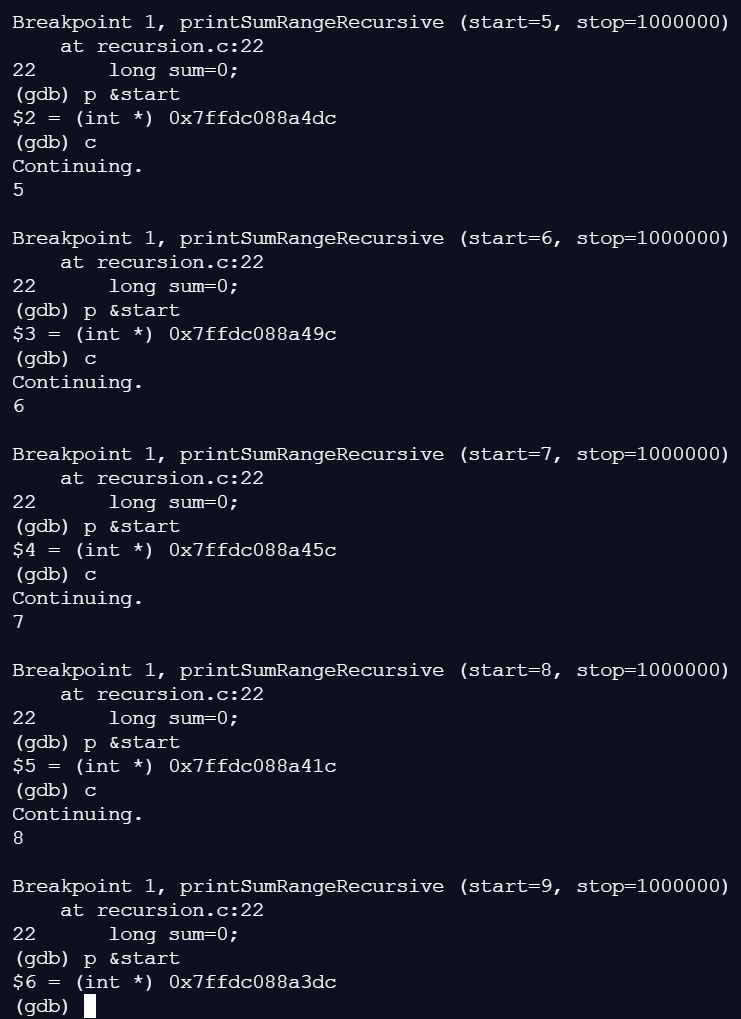 Breakpoint 1, printSumRangeRecursive (start=5, stop=1000000)
    at recursion.c:22
22      long sum=0;
(gdb) p &start
$2 = (int *) 0x7ffdc088a4dc
(gdb) c
Continuing.
5

Breakpoint 1, printSumRangeRecursive (start=6, stop=1000000)
    at recursion.c:22
22      long sum=0;
(gdb) p &start
$3 = (int *) 0x7ffdc088a49c
(gdb) c
Continuing.
6

Breakpoint 1, printSumRangeRecursive (start=7, stop=1000000)
    at recursion.c:22
22      long sum=0;
(gdb) p &start
$4 = (int *) 0x7ffdc088a45c
(gdb) c
Continuing.
7

Breakpoint 1, printSumRangeRecursive (start=8, stop=1000000)
    at recursion.c:22
22      long sum=0;
(gdb) p &start
$5 = (int *) 0x7ffdc088a41c
(gdb) c
Continuing.
8

Breakpoint 1, printSumRangeRecursive (start=9, stop=1000000)
    at recursion.c:22
22      long sum=0;
(gdb) p &start
$6 = (int *) 0x7ffdc088a3dc
(gdb)